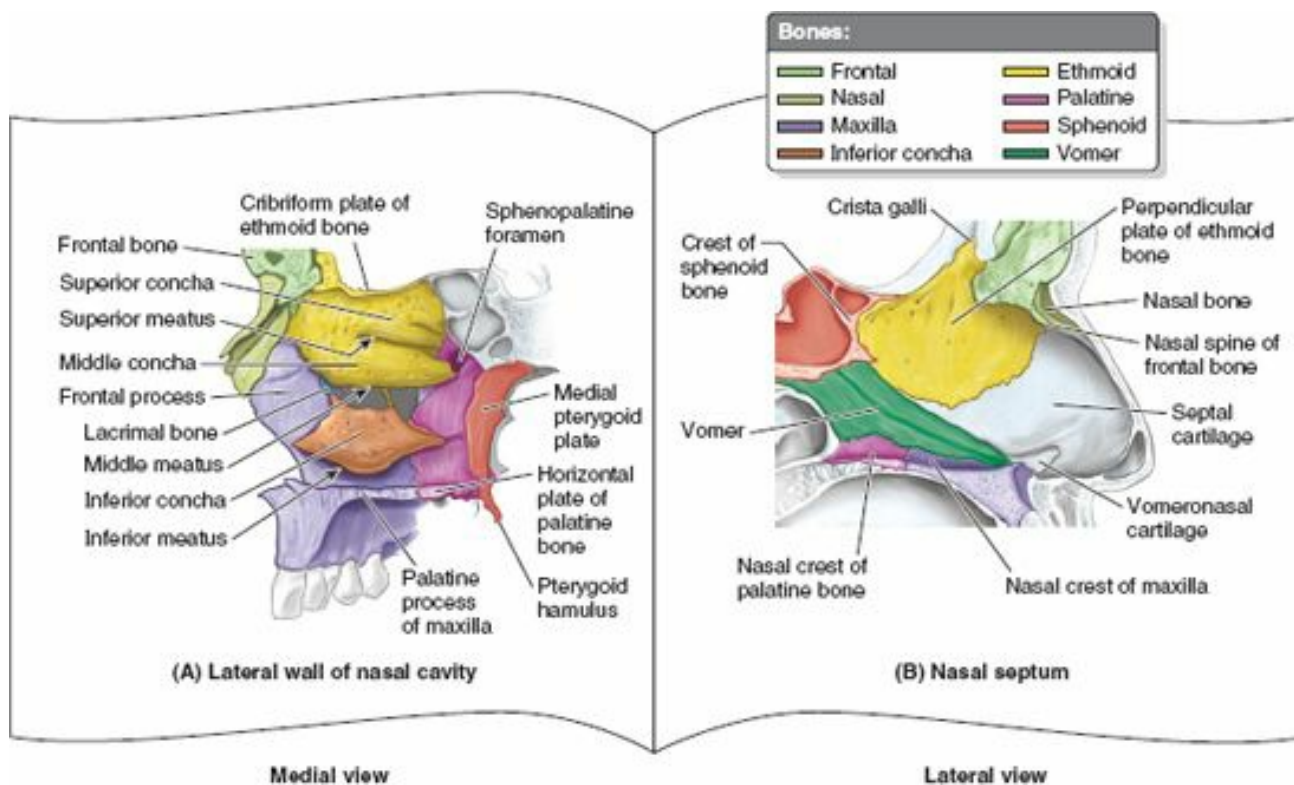 Bones:
Frontal
Nasal
Maxilla
Inferior concha
Ethmoid
Palatine
Sphenoid
Vomer
Cribriform plate of
ethmoid bone
Sphenopalatine
foramen
Frontal bone
Superior concha
Superior meatus
Middle concha
Frontal process
Lacrimal bone
Middle meatus
Inferior concha
Inferior meatus
Medial
pterygoid
plate
Horizontal
plate of
palatine
bone
Palatine
process
of maxilla
Pterygoid
hamulus
(A) Lateral wall of nasal cavity
Medial view
Crista galli
Perpendicular
plate of ethmoid
bone
Crest of
sphenoid
bone
Nasal bone
Nasal spine of
frontal bone
Septal
cartilage
Vomer
Vomeronasal
cartilage
Nasal crest of
palatine bone
Nasal crest of maxilla
(B) Nasal septum
Lateral view